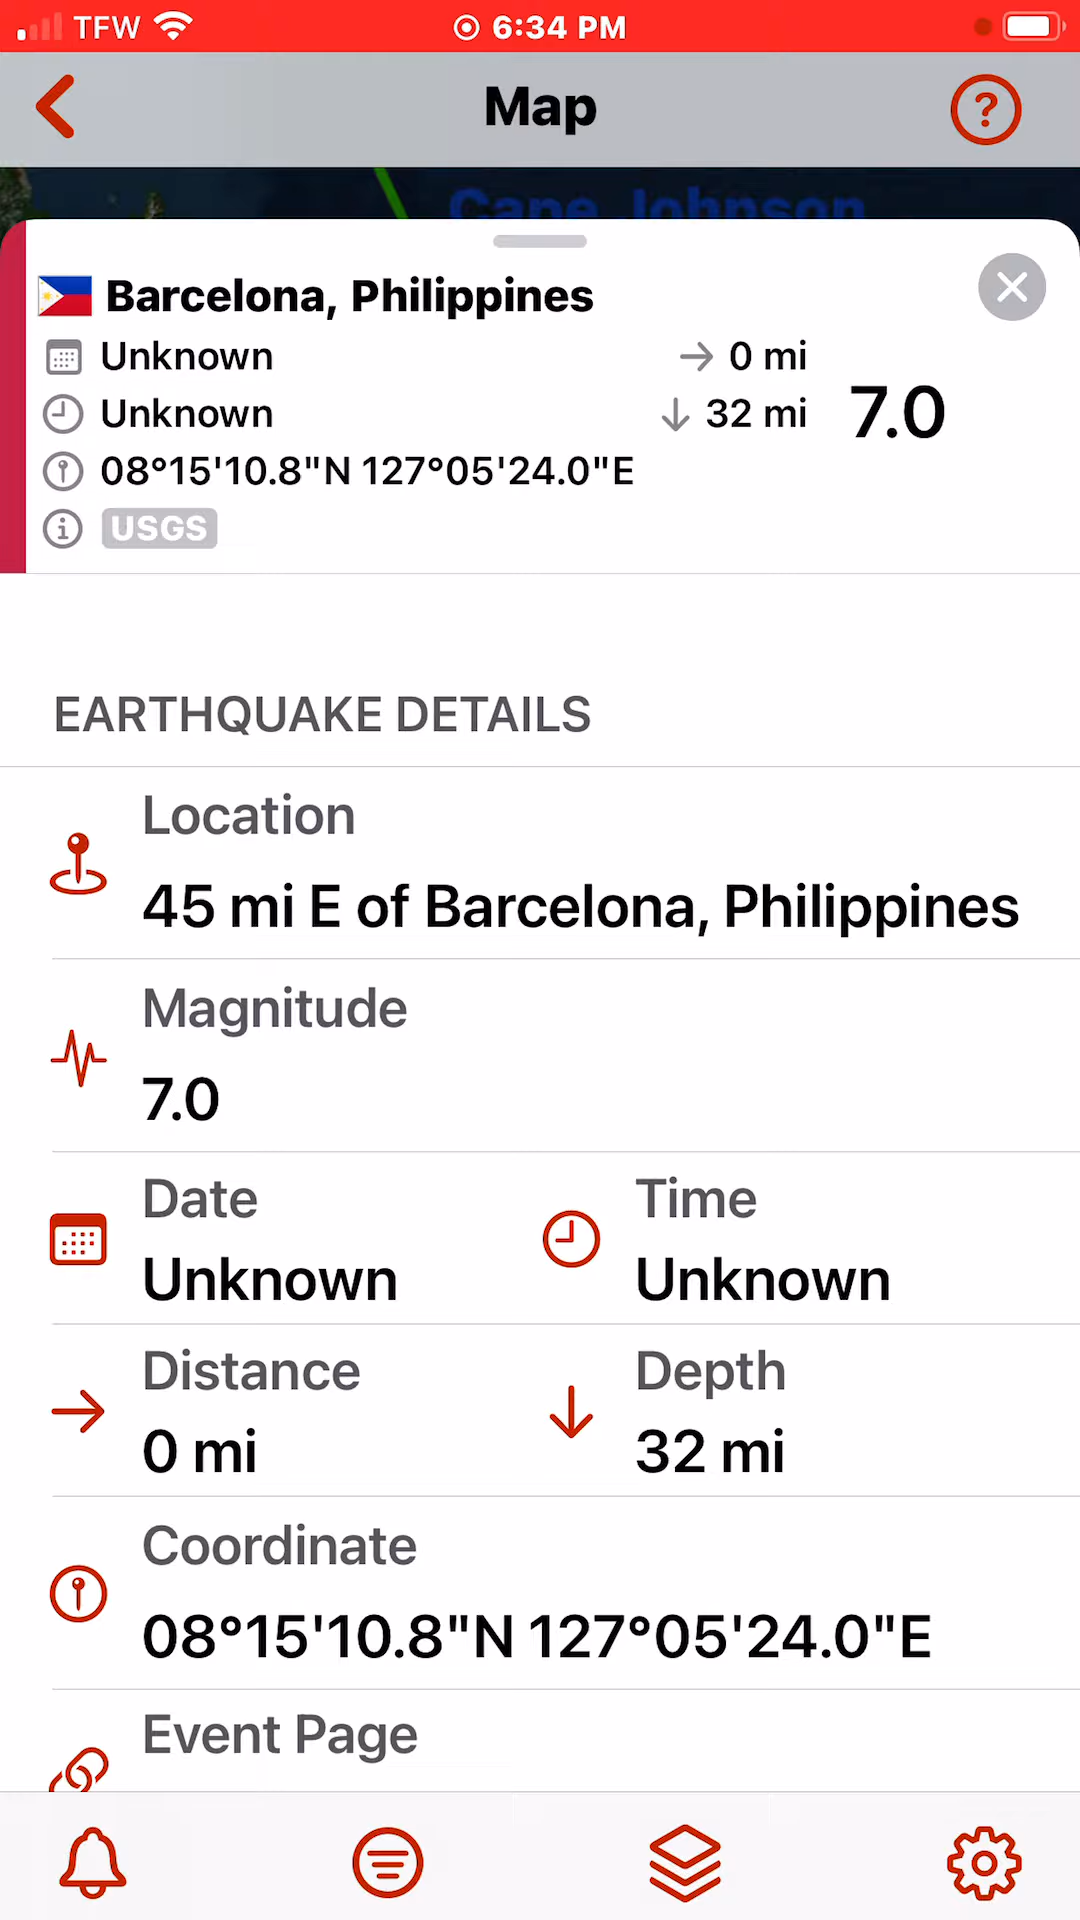 TFW 6:34 PM
Map
?
Cape Johnson
Barcelona, Philippines
Unknown → 0 mi
Unknown ↓ 32 mi 7.0
08°15'10.8"N 127°05'24.0"E
USGS
EARTHQUAKE DETAILS
Location
45 mi E of Barcelona, Philippines
Magnitude
7.0
Date Time
Unknown Unknown
Distance Depth
0 mi 32 mi
Coordinate
08°15'10.8"N 127°05'24.0"E
Event Page